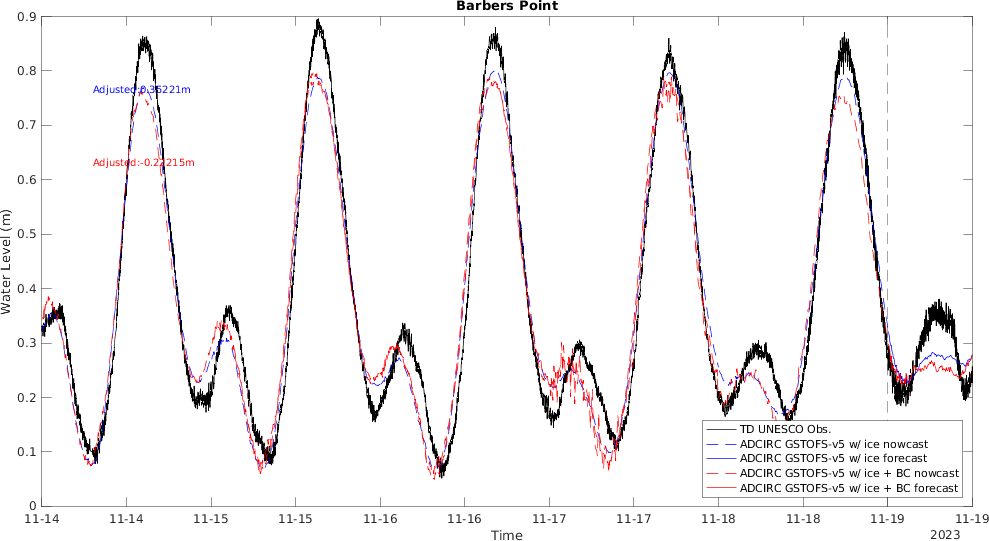 Barbers Point
0.9
0.8
0.7
0.6
0.5
0.4
0.3
0.2
0.1
0
Water Level (m)
Adjusted:0.36221m
Adjusted:-0.22215m
TD UNESCO Obs.
ADCIRC GSTOFS-v5 w/ ice nowcast
ADCIRC GSTOFS-v5 w/ ice forecast
ADCIRC GSTOFS-v5 w/ ice + BC nowcast
ADCIRC GSTOFS-v5 w/ ice + BC forecast
11-14 11-14 11-15 11-15 11-16 11-16 11-17 11-17 11-18 11-18 11-19 11-19
Time
2023